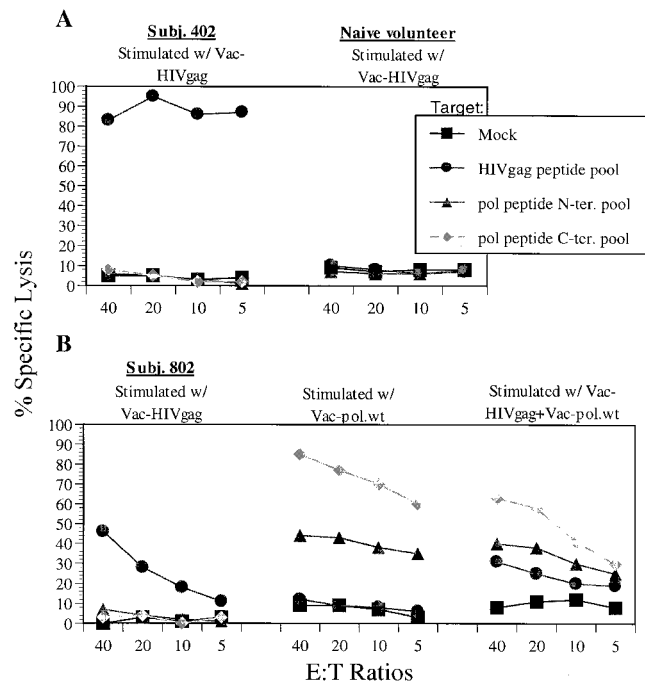 A
Subj. 402
Stimulated w/ Vac-
HIVgag
Naive volunteer
Stimulated w/
Vac-HIVgag
100
90
80
70
60
50
40
30
20
10
0
40 20 10 5
40 20 10 5
Target:
Mock
HIVgag peptide pool
pol peptide N-ter. pool
pol peptide C-ter. pool
% Specific Lysis
B
Subj. 802
Stimulated w/
Vac-HIVgag
Stimulated w/
Vac-pol.wt
Stimulated w/ Vac-
HIVgag+Vac-pol.wt
100
90
80
70
60
50
40
30
20
10
0
40 20 10 5
40 20 10 5
40 20 10 5
E:T Ratios